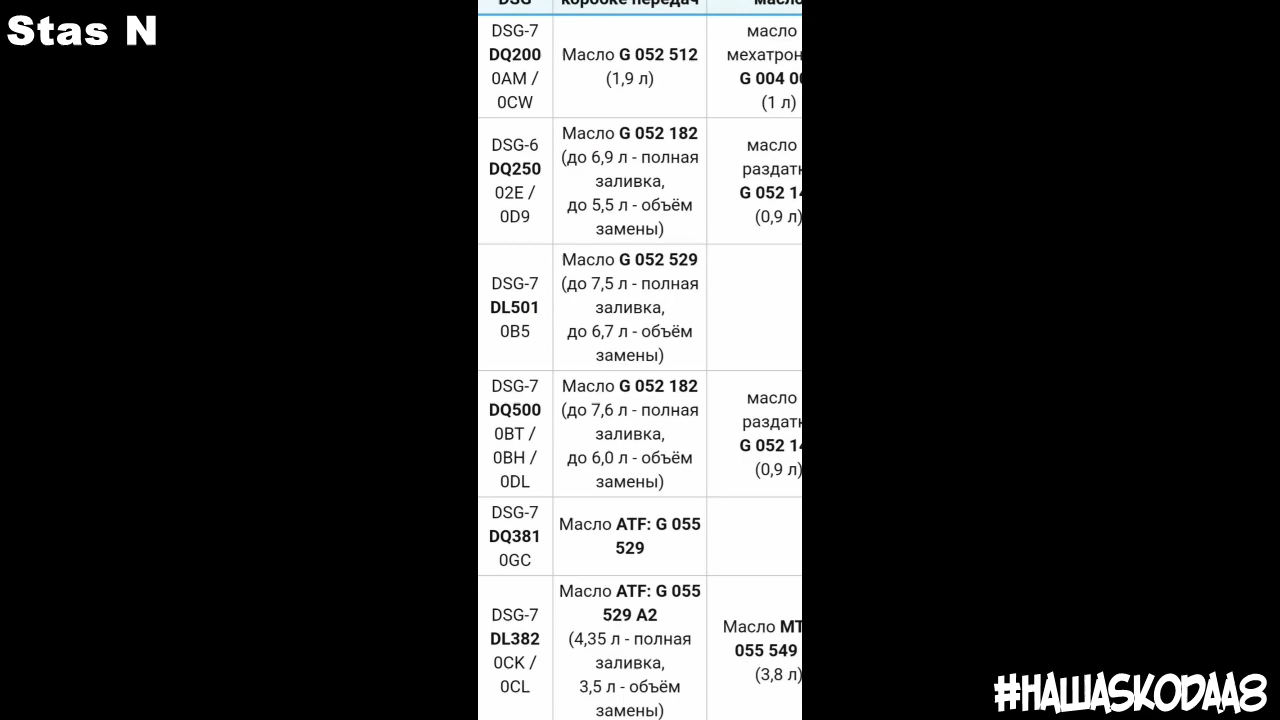 Stas N
DSG-7
DQ200
0AM /
0CW
Масло G 052 512
(1,9 л)
масло
(1 л)
DSG-6
DQ250
02E /
0D9
Масло G 052 182
(до 6,9 л - полная
заливка,
до 5,5 л - объём
замены)
масло
G 052
(0,9 л)
DSG-7
DL501
0B5
Масло G 052 529
(до 7,5 л - полная
заливка,
до 6,7 л - объём
замены)
DSG-7
DQ500
0BT /
0BH /
0DL
Масло G 052 182
(до 7,6 л - полная
заливка,
до 6,0 л - объём
замены)
масло
G 052
(0,9 л)
DSG-7
DQ381
0GC
Масло ATF: G 055
529
DSG-7
DL382
0CK /
0CL
Масло ATF: G 055
529 A2
(4,35 л - полная
заливка,
3,5 л - объём
замены)
Масло
055 549
(3,8 л)
#НАШАSKODAA8